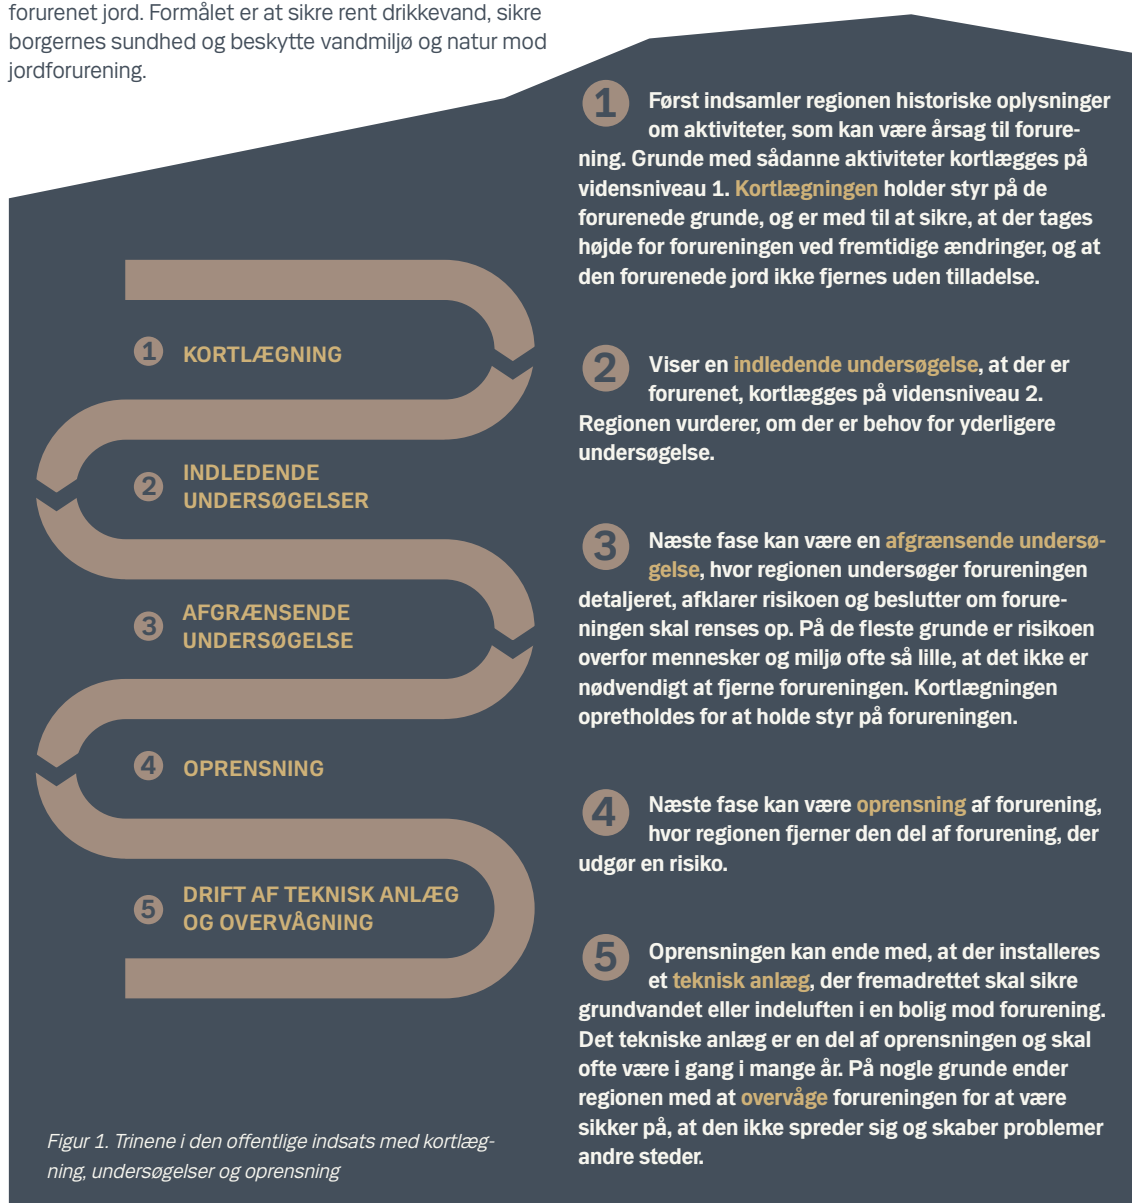 forurenet jord. Formålet er at sikre rent drikkevand, sikre
borgernes sundhed og beskytte vandmiljø og natur mod
jordforurening.
1 KORTLÆGNING
2 INDLEDENDE
UNDERSØGELSER
3 AFGRÆNSENDE
UNDERSØGELSE
4 OPRENSNING
5 DRIFT AF TEKNISK ANLÆG
OG OVERVÅGNING
Figur 1. Trinene i den offentlige indsats med kortlæg-
ning, undersøgelser og oprensning
1 Først indsamler regionen historiske oplysninger
om aktiviteter, som kan være årsag til forure-
ning. Grunde med sådanne aktiviteter kortlægges på
vidensniveau 1. Kortlægningen holder styr på de
forurenede grunde, og er med til at sikre, at der tages
højde for forureningen ved fremtidige ændringer, og at
den forurenede jord ikke fjernes uden tilladelse.
2 Viser en indledende undersøgelse, at der er
forurenet, kortlægges på vidensniveau 2.
Regionen vurderer, om der er behov for yderligere
undersøgelse.
3 Næste fase kan være en afgrænsende undersø-
gelse, hvor regionen undersøger forureningen
detaljeret, afklarer risikoen og beslutter om forure-
ningen skal renses op. På de fleste grunde er risikoen
overfor mennesker og miljø ofte så lille, at det ikke er
nødvendigt at fjerne forureningen. Kortlægningen
opretholdes for at holde styr på forureningen.
4 Næste fase kan være oprensning af forurening,
hvor regionen fjerner den del af forurening, der
udgør en risiko.
5 Oprensningen kan ende med, at der installeres
et teknisk anlæg, der fremadrettet skal sikre
grundvandet eller indeluften i en bolig mod forurening.
Det tekniske anlæg er en del af oprensningen og skal
ofte være i gang i mange år. På nogle grunde ender
regionen med at overvåge forureningen for at være
sikker på, at den ikke spreder sig og skaber problemer
andre steder.